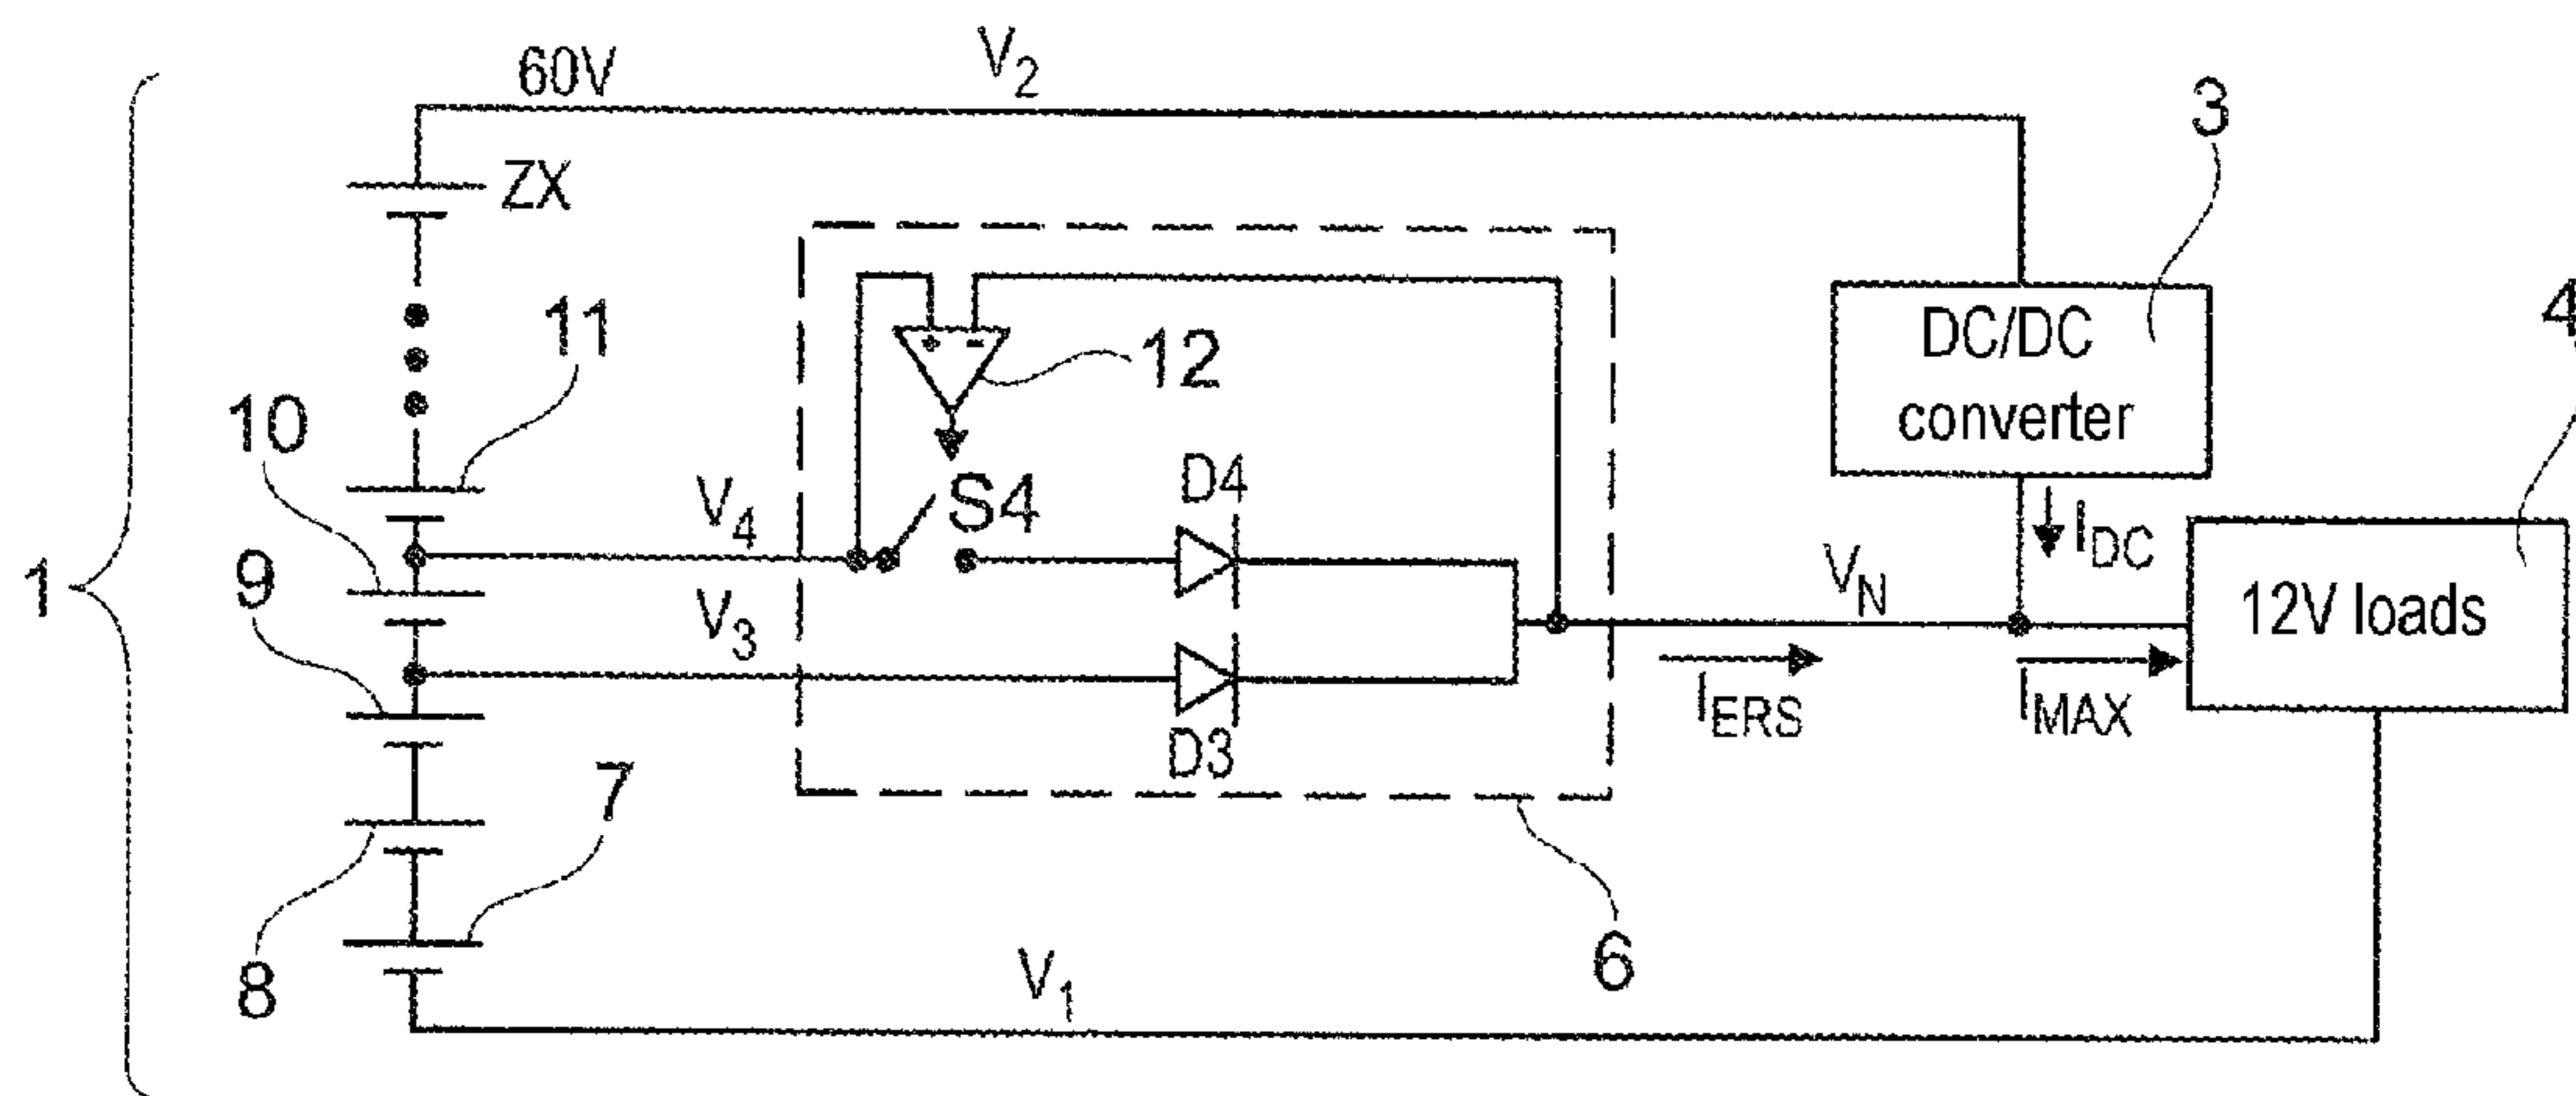 60V
V2
3
ZX
11
12
DC/DC
converter
4
10
V4
S4
D4
IDC
9
V3
VN
12V loads
1
IERS
IMAX
D3
7
8
6
V1
+
-